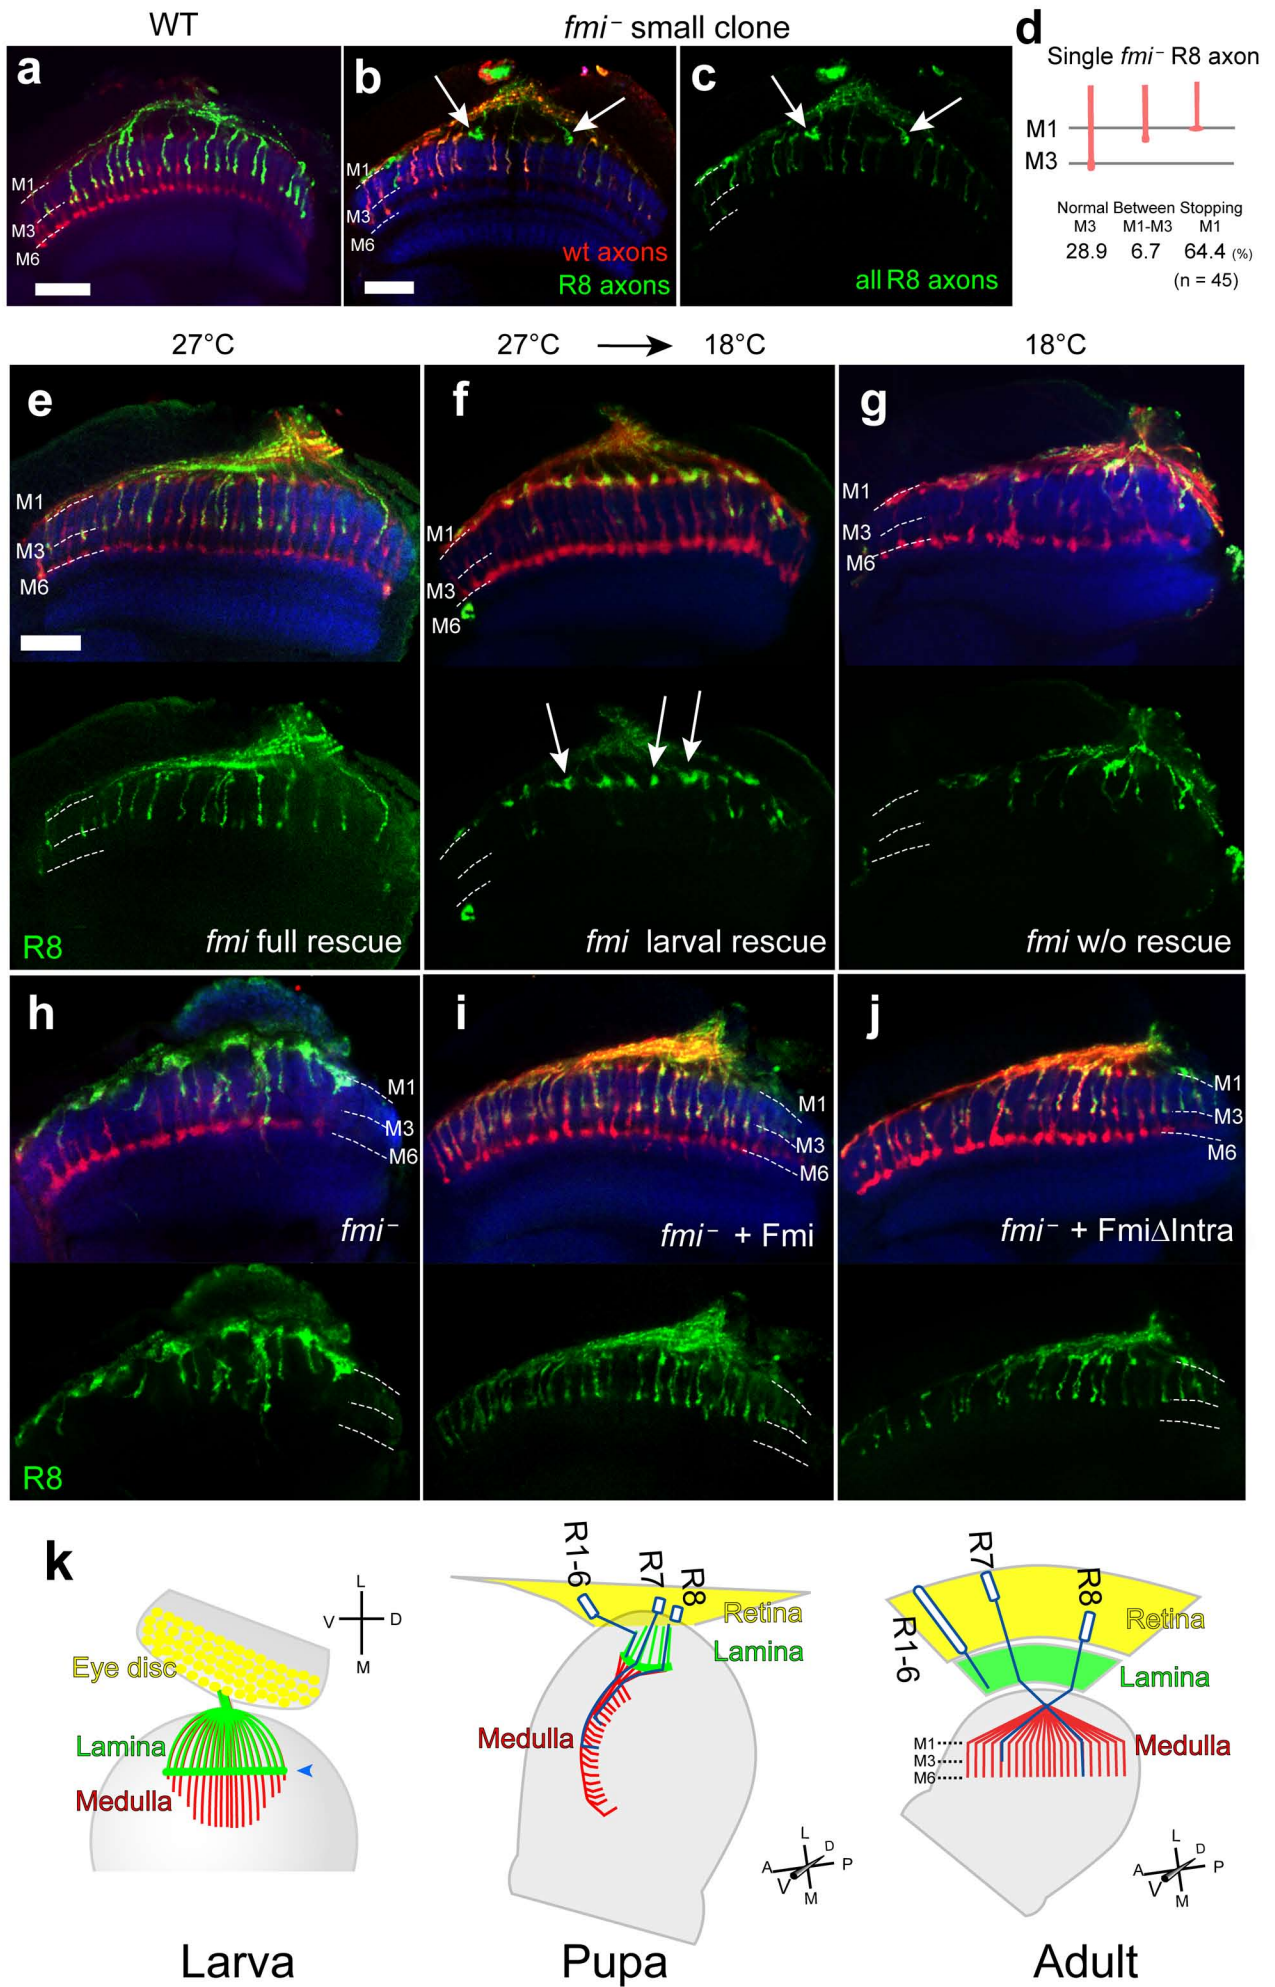 WT
fmi⁻ small clone
a
M1
M3
M6
b
M1
M3
M6
wt axons
R8 axons
c
all R8 axons
d
Single fmi⁻ R8 axon
M1
M3
Normal Between Stopping
M3 M1-M3 M1
28.9 6.7 64.4 (%)
(n = 45)
27°C
27°C → 18°C
18°C
e
M1
M3
M6
R8
fmi full rescue
f
M1
M3
M6
fmi larval rescue
g
M1
M3
M6
fmi w/o rescue
h
M1
M3
M6
fmi⁻
R8
i
M1
M3
M6
fmi⁻ + Fmi
j
M1
M3
M6
fmi⁻ + Fmi∆Intra
k
L
V D
M
Eye disc
Lamina
Medulla
Larva
R1-6
R7
R8
Retina
Lamina
Medulla
L
D
A P
V
M
Pupa
R7
R8
R1-6
Retina
Lamina
M1
M3
M6
Medulla
L
D
A P
V
M
Adult